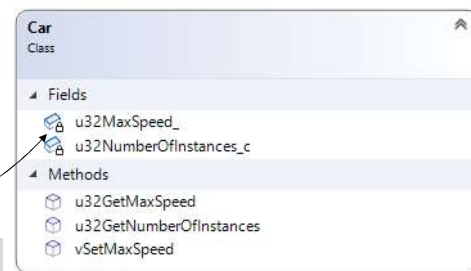 Car
Class
Fields
u32MaxSpeed_
u32NumberOfInstances_c
Methods
u32GetMaxSpeed
u32GetNumberOfInstances
vSetMaxSpeed